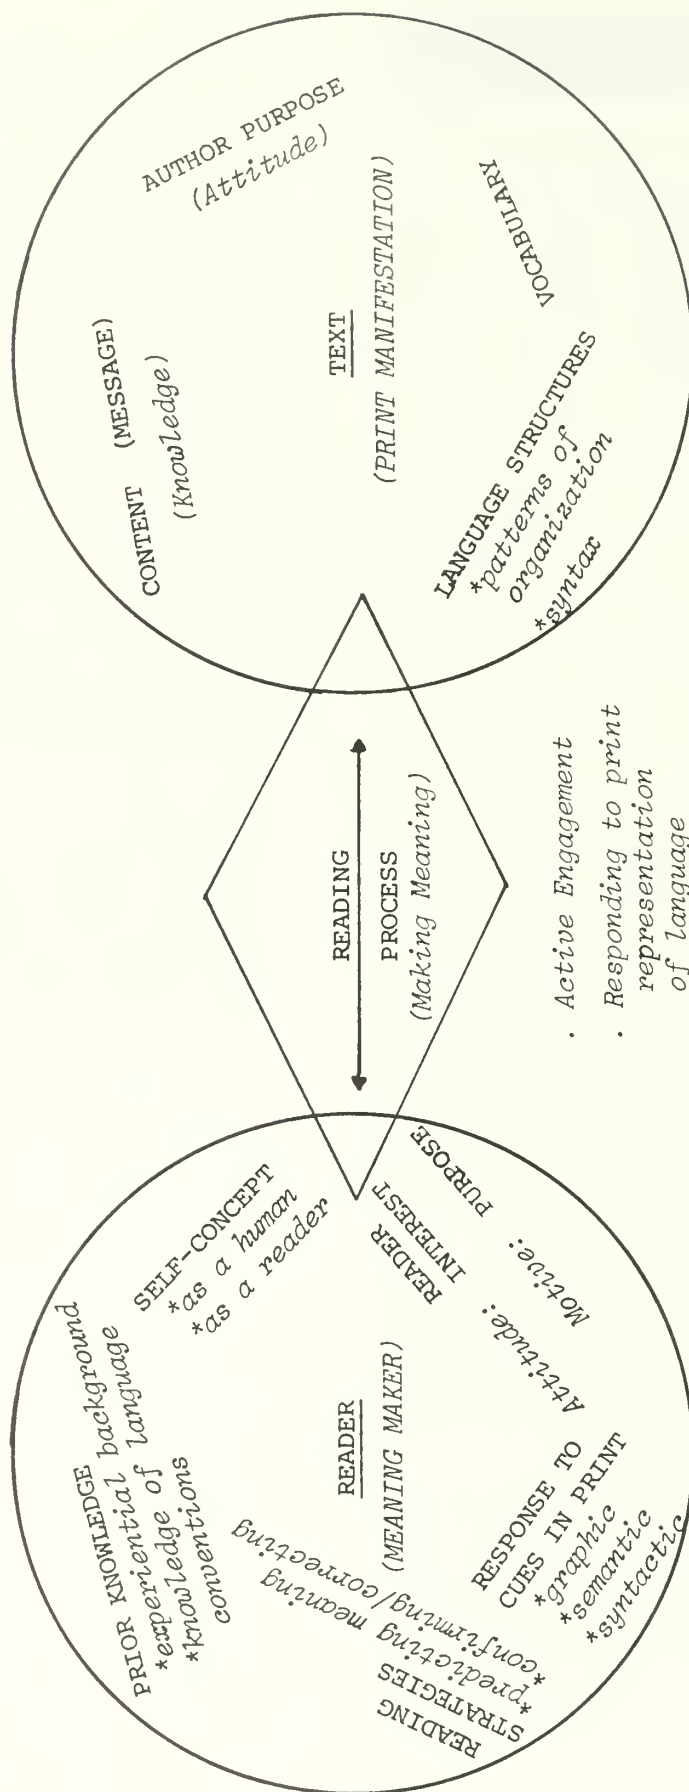 PRIOR KNOWLEDGE
*experiential background
*knowledge of language
conventions
SELF-CONCEPT
*as a human
*as a reader
READER
(MEANING MAKER)
READING
STRATEGIES
*predicting meaning
*confirming/correcting
RESPONSE TO
CUES IN PRINT
*graphic
*semantic
*syntactic
READER
INTEREST
Attitude:
Motive: PURPOSE
READING
PROCESS
(Making Meaning)
. Active Engagement
. Responding to print
representation
of language
CONTENT (MESSAGE)
(Knowledge)
AUTHOR PURPOSE
(Attitude)
TEXT
(PRINT MANIFESTATION)
LANGUAGE STRUCTURES
*patterns of
organization
*syntax
VOCABULARY